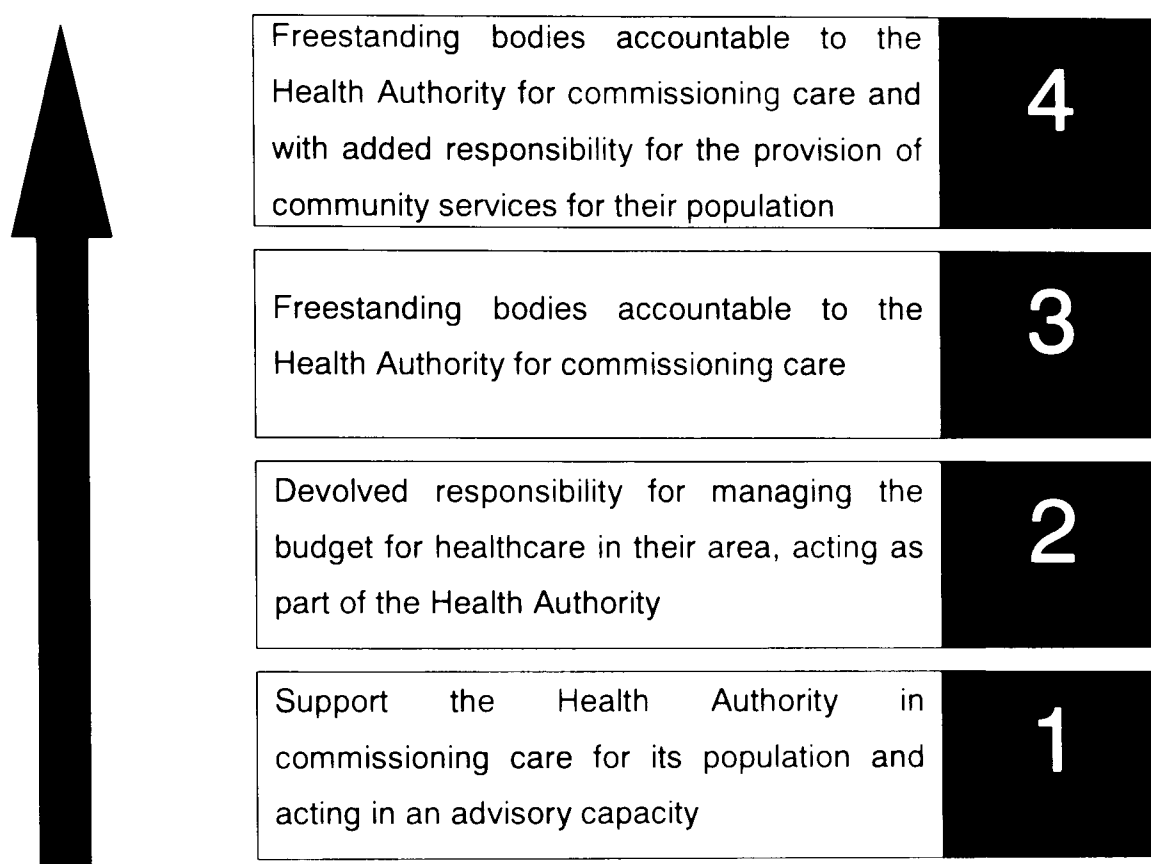 Freestanding bodies accountable to the
Health Authority for commissioning care and
with added responsibility for the provision of
community services for their population
4
Freestanding bodies accountable to the
Health Authority for commissioning care
3
Devolved responsibility for managing the
budget for healthcare in their area, acting as
part of the Health Authority
2
Support the Health Authority in
commissioning care for its population and
acting in an advisory capacity
1